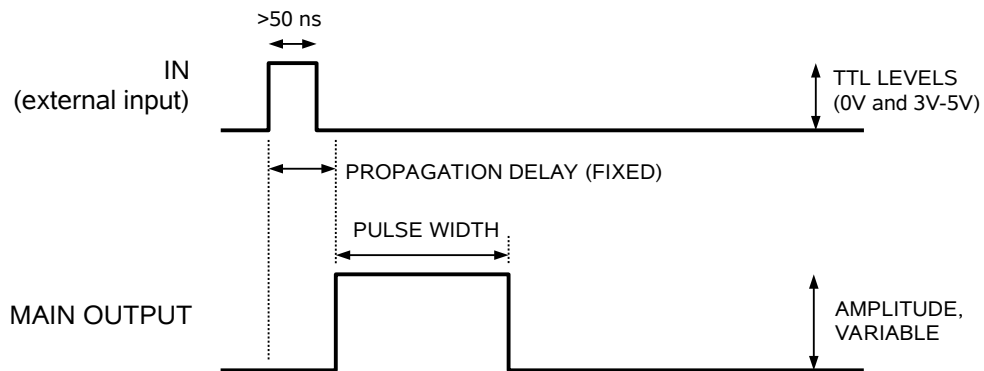 >50 ns
IN
(external input)
TTL LEVELS
(0V and 3V-5V)
PROPAGATION DELAY (FIXED)
PULSE WIDTH
MAIN OUTPUT
AMPLITUDE,
VARIABLE